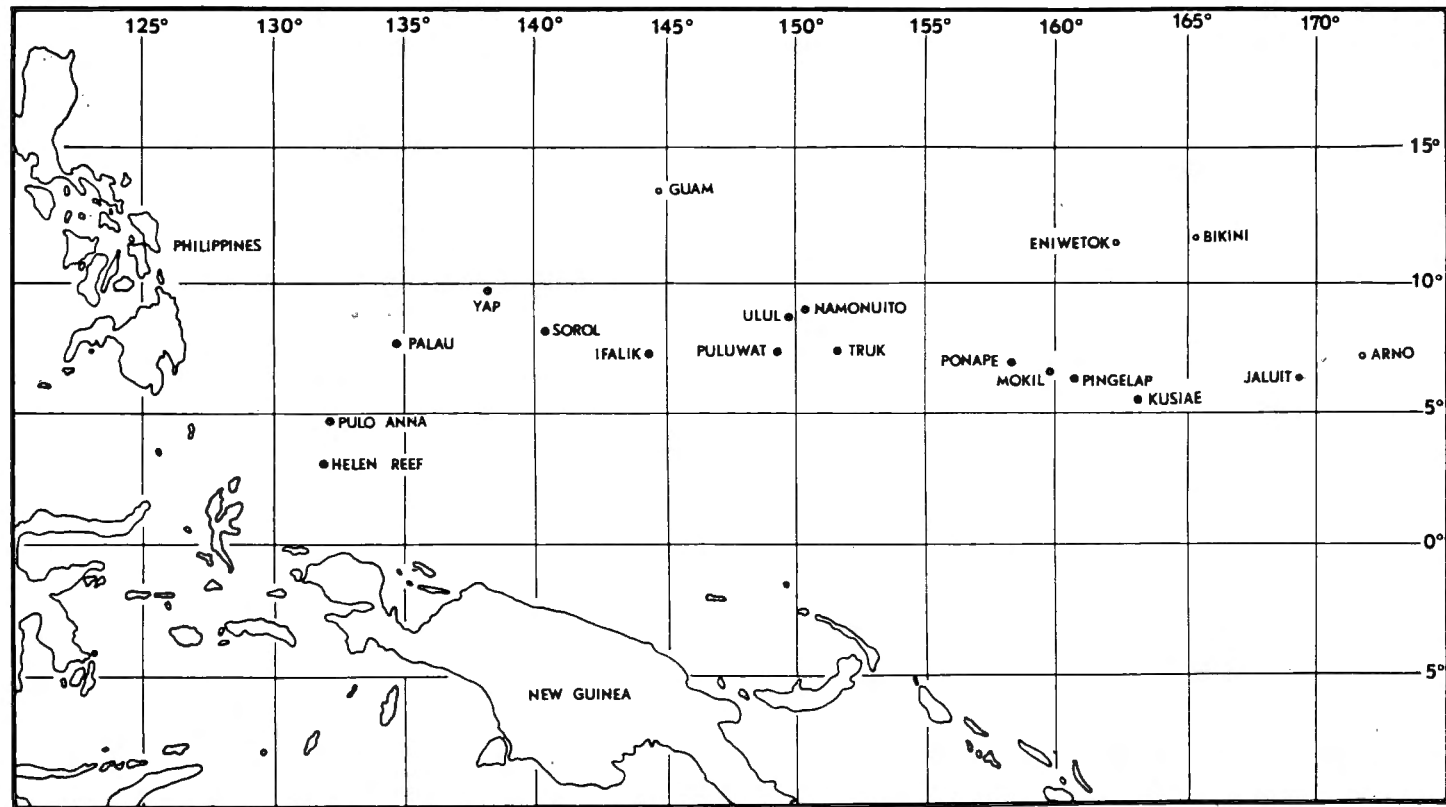 125° 130° 135° 140° 145° 150° 155° 160° 165° 170°
15°
GUAM
PHILIPPINES
ENIWETOK
BIKINI
10°
YAP
ULUL
NAMONUITO
SOROL
PALAU
IFALIK
PULUWAT
TRUK
PONAPE
MOKIL
PINGELAP
JALUIT
ARNO
KUSIAE
5°
PULO ANNA
HELEN REEF
0°
5°
NEW GUINEA